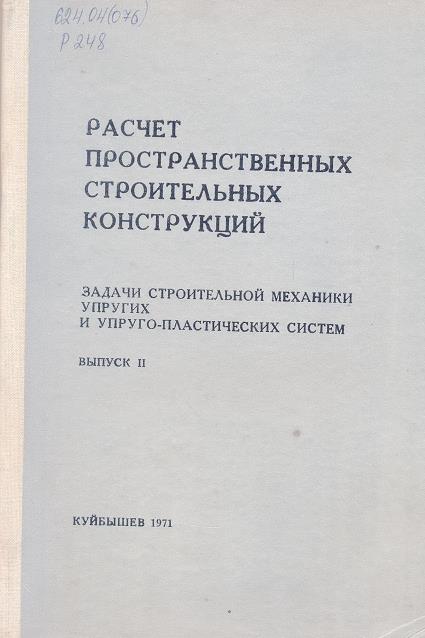 624.04(076)
Р 248
РАСЧЕТ
ПРОСТРАНСТВЕННЫХ
СТРОИТЕЛЬНЫХ
КОНСТРУКЦИЙ
ЗАДАЧИ СТРОИТЕЛЬНОЙ МЕХАНИКИ
УПРУГИХ
И УПРУГО-ПЛАСТИЧЕСКИХ СИСТЕМ
ВЫПУСК II
КУЙБЫШЕВ 1971